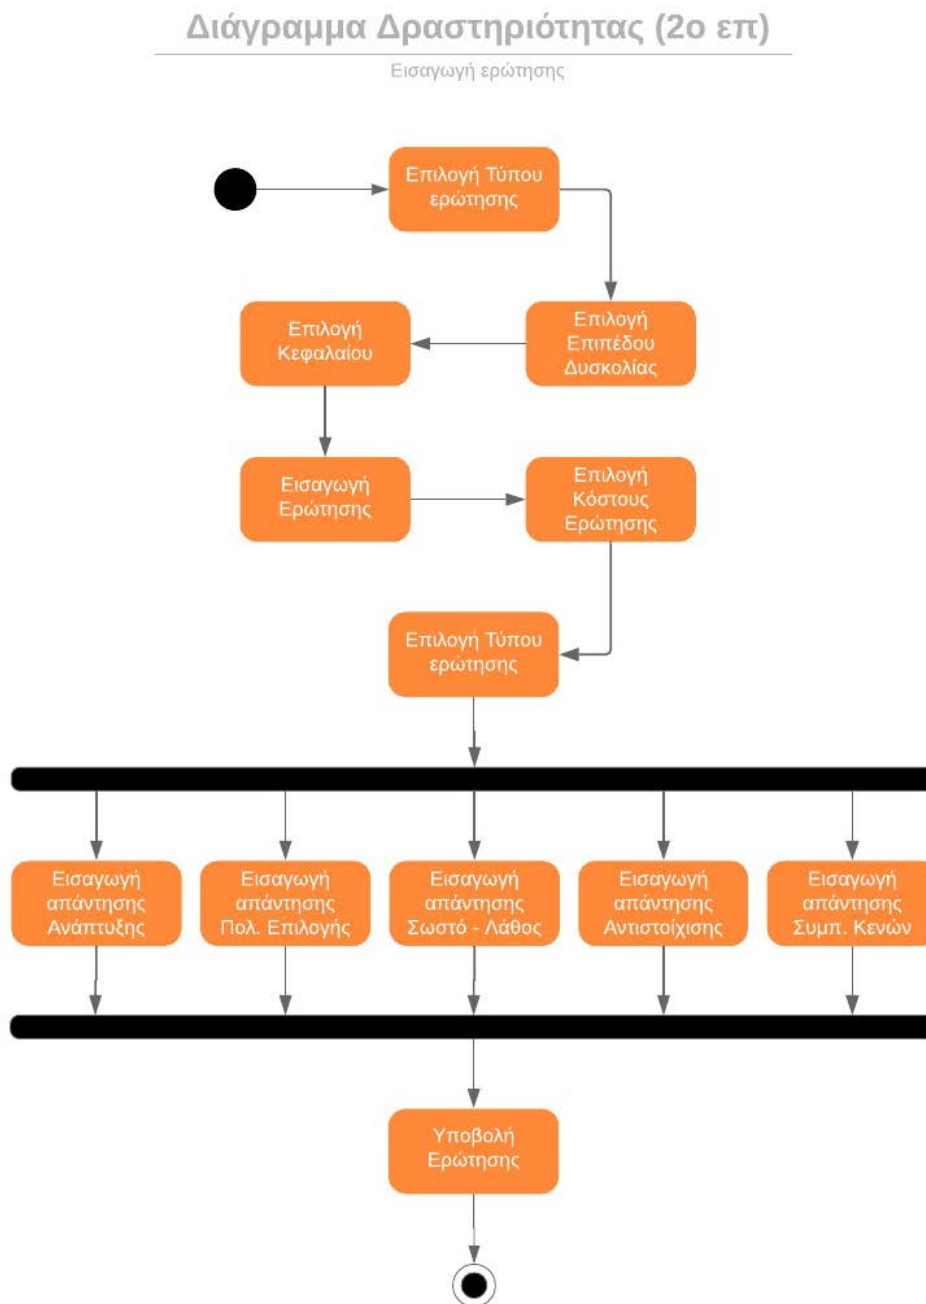 Διάγραμμα Δραστηριότητας (2ο επ)
Εισαγωγή ερώτησης
Επιλογή Τύπου
ερώτησης
Επιλογή
Κεφαλαίου
Επιλογή
Επιπέδου
Δυσκολίας
Εισαγωγή
Ερώτησης
Επιλογή
Κόστους
Ερώτησης
Επιλογή Τύπου
ερώτησης
Εισαγωγή
απάντησης
Ανάπτυξης
Εισαγωγή
απάντησης
Πολ. Επιλογής
Εισαγωγή
απάντησης
Σωστό - Λάθος
Εισαγωγή
απάντησης
Αντιστοίχισης
Εισαγωγή
απάντησης
Συμπ. Κενών
Υποβολή
Ερώτησης